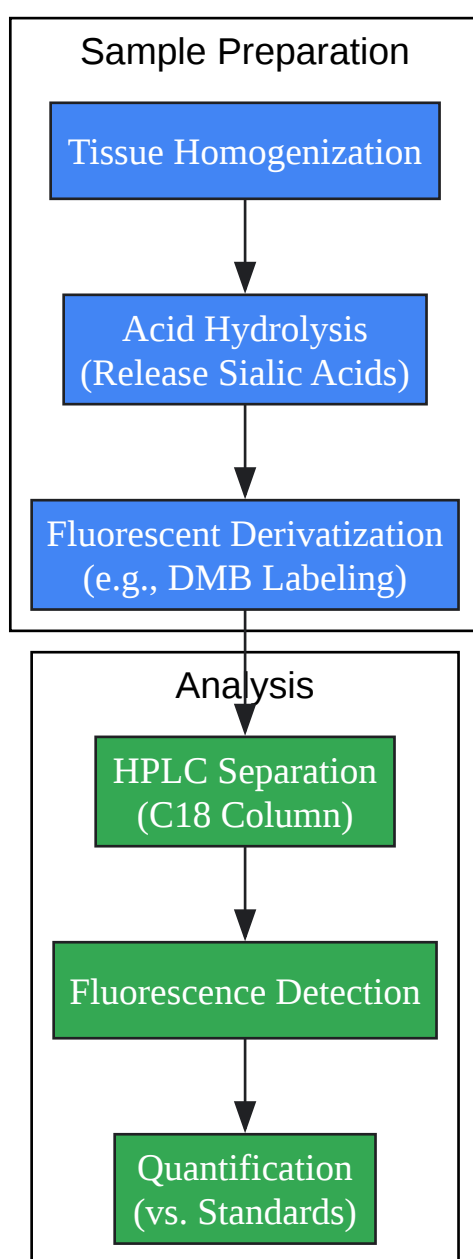 Sample Preparation
Tissue Homogenization
Acid Hydrolysis
(Release Sialic Acids)
Fluorescent Derivatization
(e.g., DMB Labeling)
Analysis
HPLC Separation
(C18 Column)
Fluorescence Detection
Quantification
(vs. Standards)